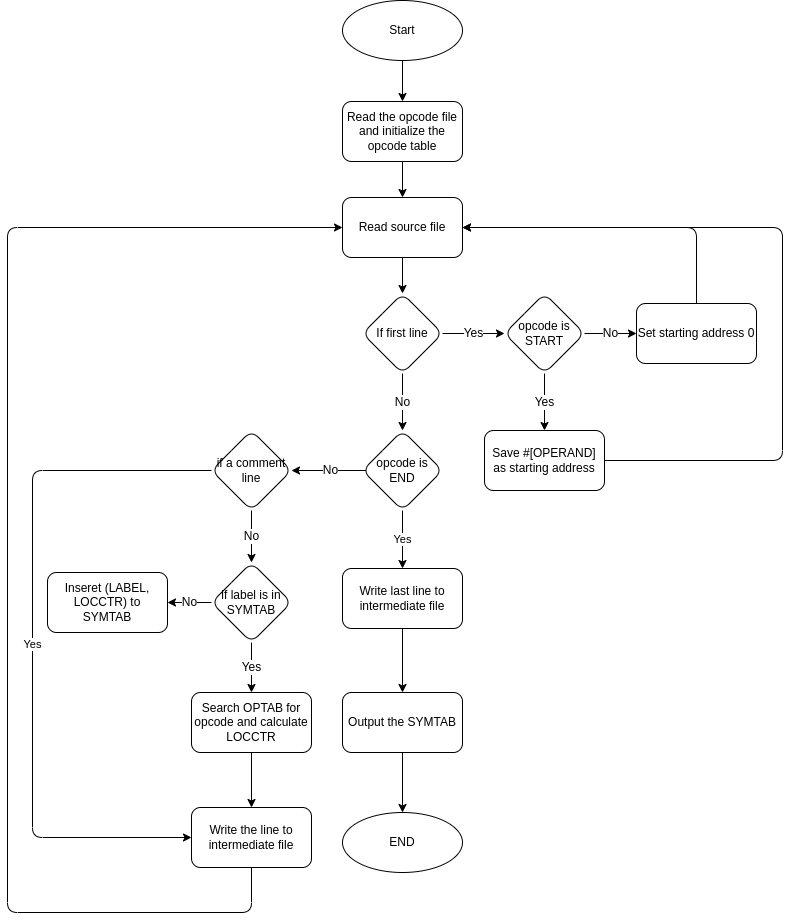 Start
Read the opcode file
and initialize the
opcode table
Read source file
If first line
Yes
opcode is
START
No
Set starting address 0
No
Yes
if a comment
line
No
opcode is
END
Save #[OPERAND]
as starting address
No
Yes
Inseret (LABEL,
LOCCTR) to
SYMTAB
No
If label is in
SYMTAB
Write last line to
intermediate file
Yes
Yes
Search OPTAB for
opcode and calculate
LOCCTR
Output the SYMTAB
Write the line to
intermediate file
END